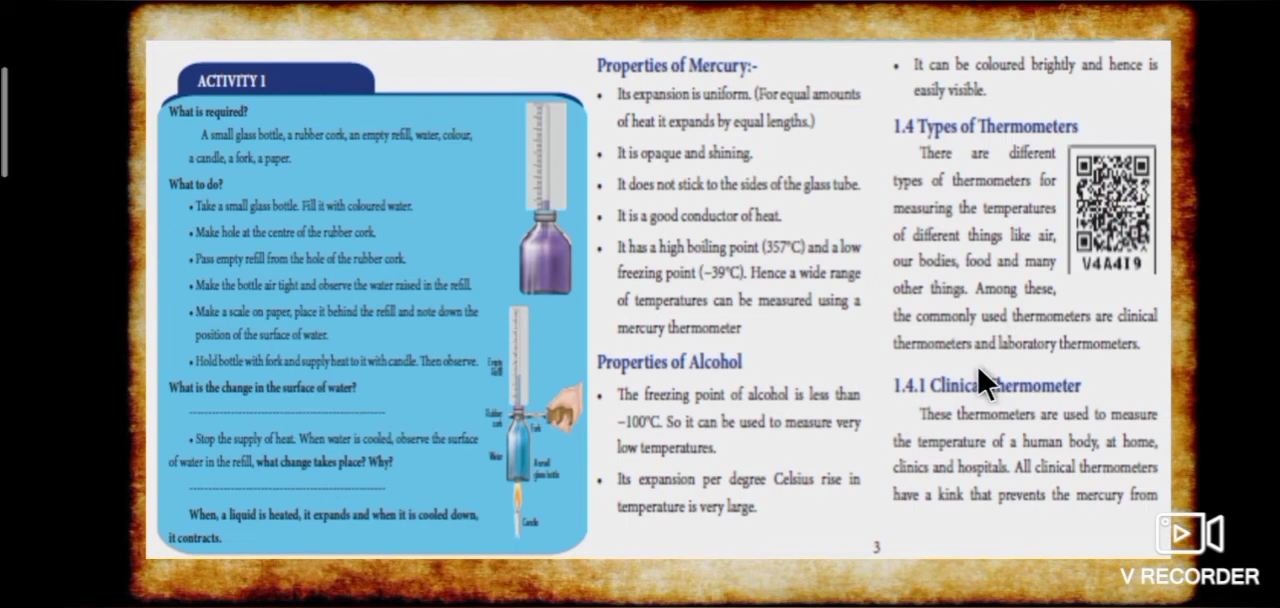 ACTIVITY 1
What is required?
A small glass bottle, a rubber cork, an empty refill, water, colour,
a candle, a fork, a paper.
What to do?
• Take a small glass bottle. Fill it with coloured water.
• Make hole at the centre of the rubber cork.
• Pass empty refill from the hole of the rubber cork.
• Make the bottle air tight and observe the water raised in the refill.
• Make a scale on paper, place it behind the refill and note down the
position of the surface of water.
• Hold bottle with fork and supply heat to it with candle. Then observe.
What is the change in the surface of water?
• Stop the supply of heat. When water is cooled, observe the surface
of water in the refill, what change takes place? Why?
When, a liquid is heated, it expands and when it is cooled down,
it contracts.
Empty
Refill
Rubber
cork
Fork
Water
A small
glass bottle
Candle
Properties of Mercury:-
• Its expansion is uniform. (For equal amounts
of heat it expands by equal lengths.)
• It is opaque and shining.
• It does not stick to the sides of the glass tube.
• It is a good conductor of heat.
• It has a high boiling point (357°C) and a low
freezing point (–39°C). Hence a wide range
of temperatures can be measured using a
mercury thermometer
Properties of Alcohol
• The freezing point of alcohol is less than
–100°C. So it can be used to measure very
low temperatures.
• Its expansion per degree Celsius rise in
temperature is very large.
• It can be coloured brightly and hence is
easily visible.
1.4 Types of Thermometers
There are different
types of thermometers for
measuring the temperatures
of different things like air,
our bodies, food and many
other things. Among these,
the commonly used thermometers are clinical
thermometers and laboratory thermometers.
V4A4I9
1.4.1 Clinical Thermometer
These thermometers are used to measure
the temperature of a human body, at home,
clinics and hospitals. All clinical thermometers
have a kink that prevents the mercury from
3
V RECORDER